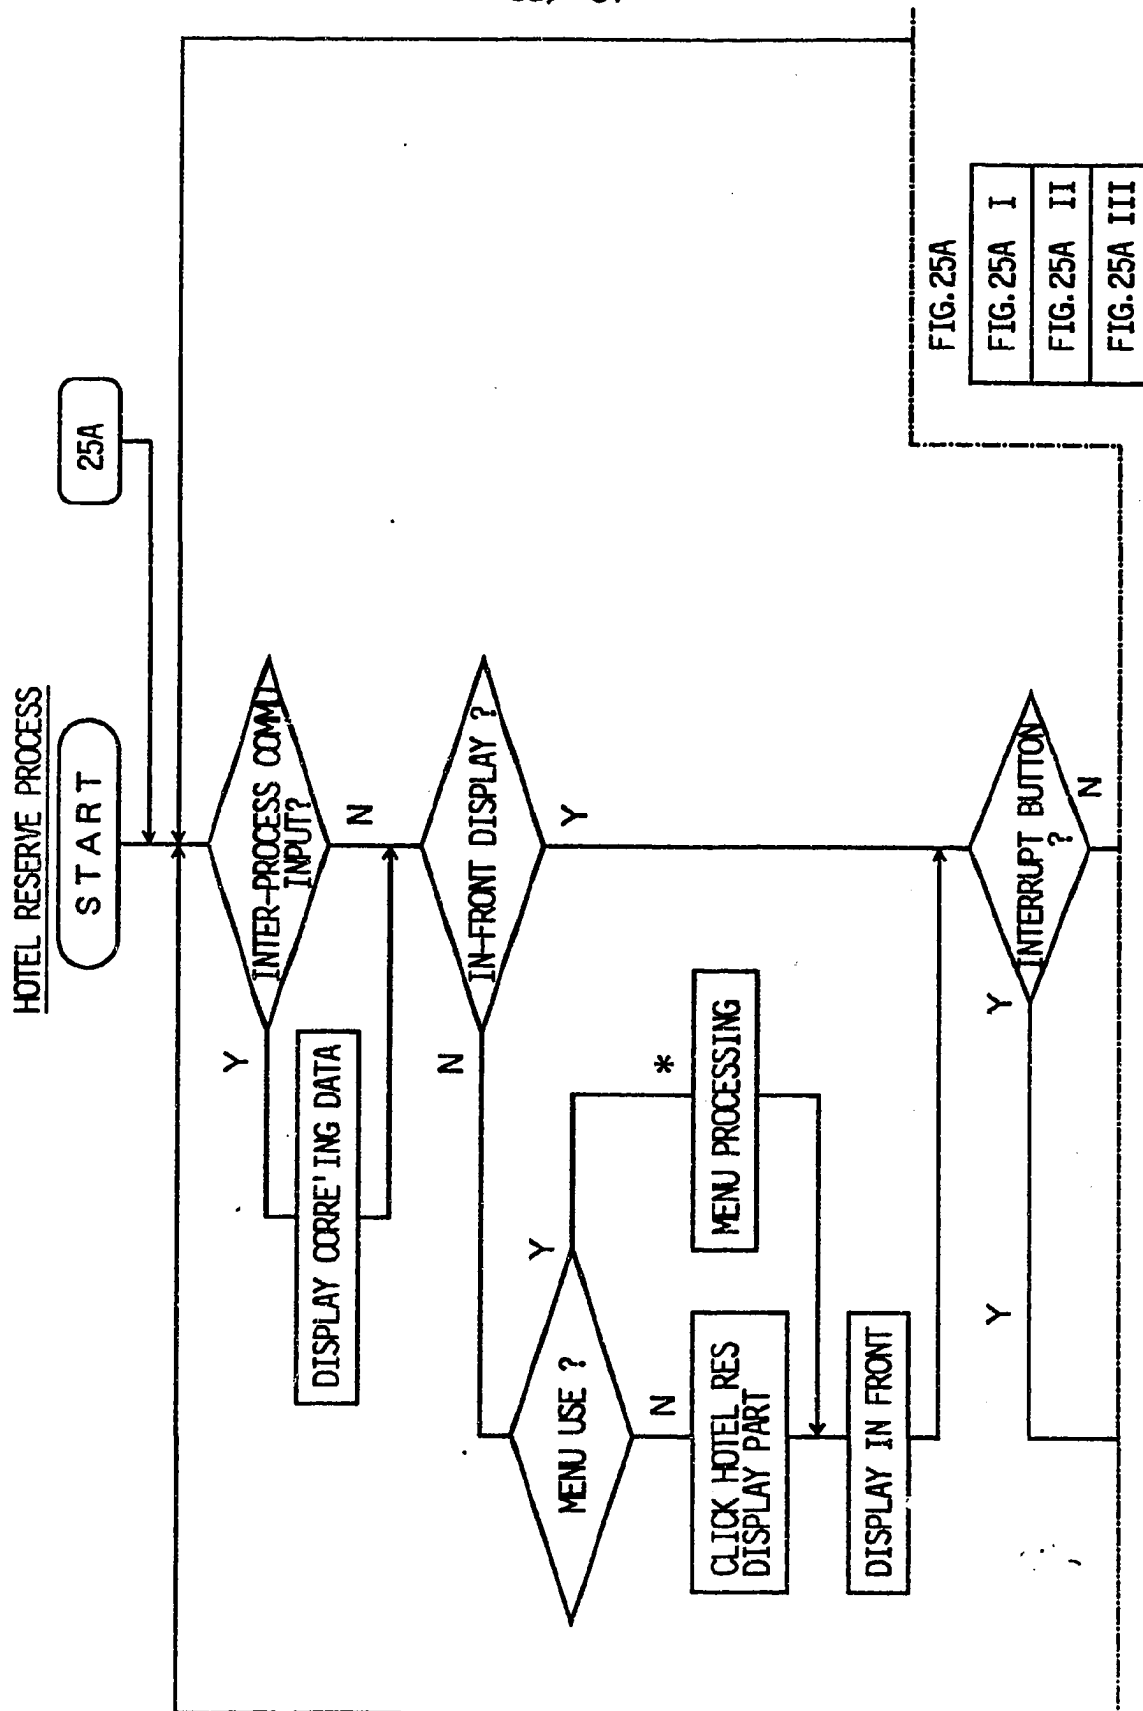 HOTEL RESERVE PROCESS
START
25A
INTER-PROCESS COMMU
INPUT?
Y
N
DISPLAY CORRE'ING DATA
IN-FRONT DISPLAY ?
N
Y
MENU USE ?
Y
N
*
MENU PROCESSING
CLICK HOTEL RES
DISPLAY PART
DISPLAY IN FRONT
INTERRUPT BUTTON
?
Y
Y
N
FIG.25A
FIG.25A I
FIG.25A II
FIG.25A III